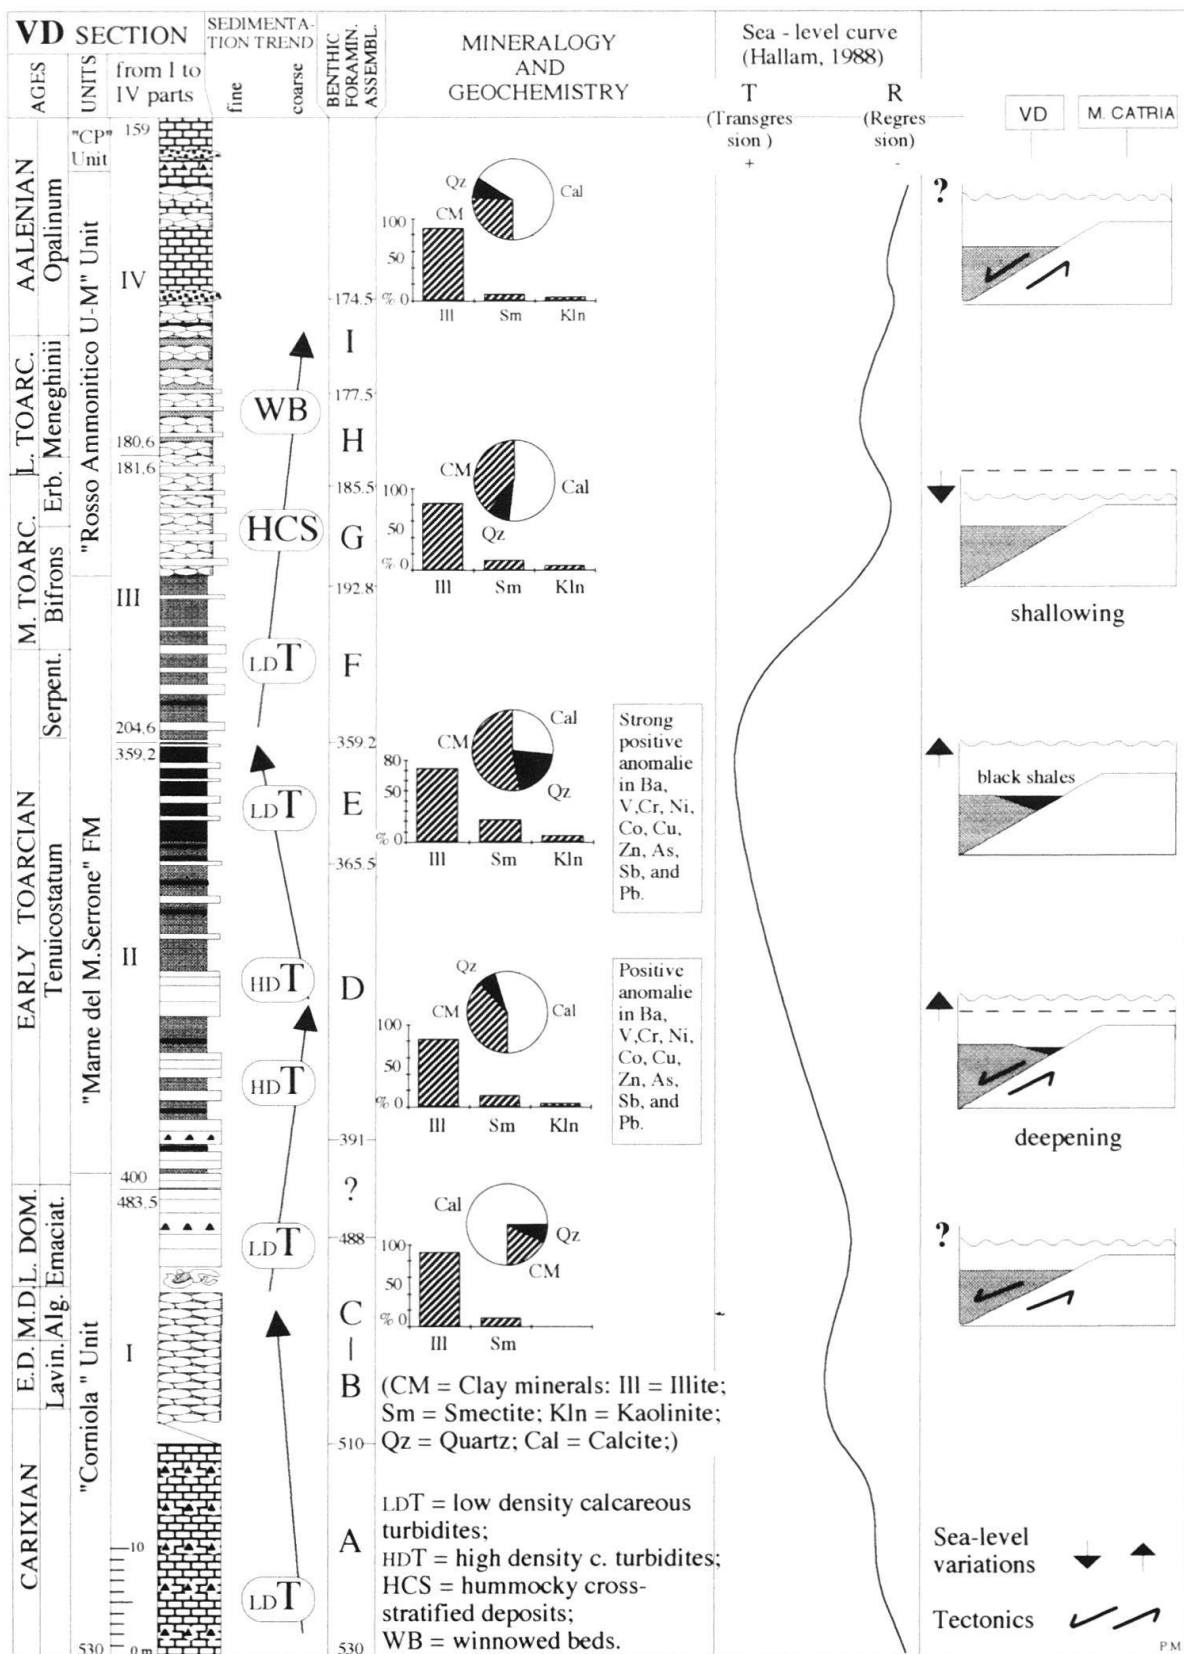 VD SECTION
SEDIMENTA-
TION TREND
fine
coarse
BENTHIC
FORAMIN.
ASSEMBL.
MINERALOGY
AND
GEOCHEMISTRY
Sea - level curve
(Hallam, 1988)
AGES
UNITS
from I to
IV parts
T
(Transgres
sion )
+
R
(Regres
sion)
-
VD
M. CATRIA
AALENIAN
Opalinum
L. TOARC.
Meneghinii
M. TOARC.
Erb.
Bifrons
EARLY TOARCIAN
Serpent.
Tenuicostatum
L. DOM.
Emaciat.
M.D.
Alg.
E.D.
Lavin.
CARIXIAN
"CP"
Unit
"Rosso Ammonitico U-M" Unit
"Marne del M.Serrone" FM
"Corniola " Unit
159
IV
180,6
181,6
III
204,6
359,2
II
400
483,5
I
10
0 m
530
WB
HCS
LDT
LDT
HDT
HDT
LDT
LDT
174.5
I
177.5
H
185.5
G
192.8
F
359.2
E
365.5
D
391
?
488
C
B
510
A
530
Qz
Cal
CM
100
50
% 0
Ill
Sm
Kln
CM
Cal
Qz
100
50
% 0
Ill
Sm
Kln
Cal
CM
Qz
80
50
% 0
Ill
Sm
Kln
Strong
positive
anomalie
in Ba,
V,Cr, Ni,
Co, Cu,
Zn, As,
Sb, and
Pb.
Qz
CM
Cal
100
50
% 0
Ill
Sm
Kln
Positive
anomalie
in Ba,
V,Cr, Ni,
Co, Cu,
Zn, As,
Sb, and
Pb.
Cal
Qz
CM
100
50
% 0
Ill
Sm
(CM = Clay minerals: Ill = Illite;
Sm = Smectite; Kln = Kaolinite;
Qz = Quartz; Cal = Calcite;)
LDT = low density calcareous
turbidites;
HDT = high density c. turbidites;
HCS = hummocky cross-
stratified deposits;
WB = winnowed beds.
?
shallowing
black shales
deepening
?
Sea-level
variations
Tectonics
PM